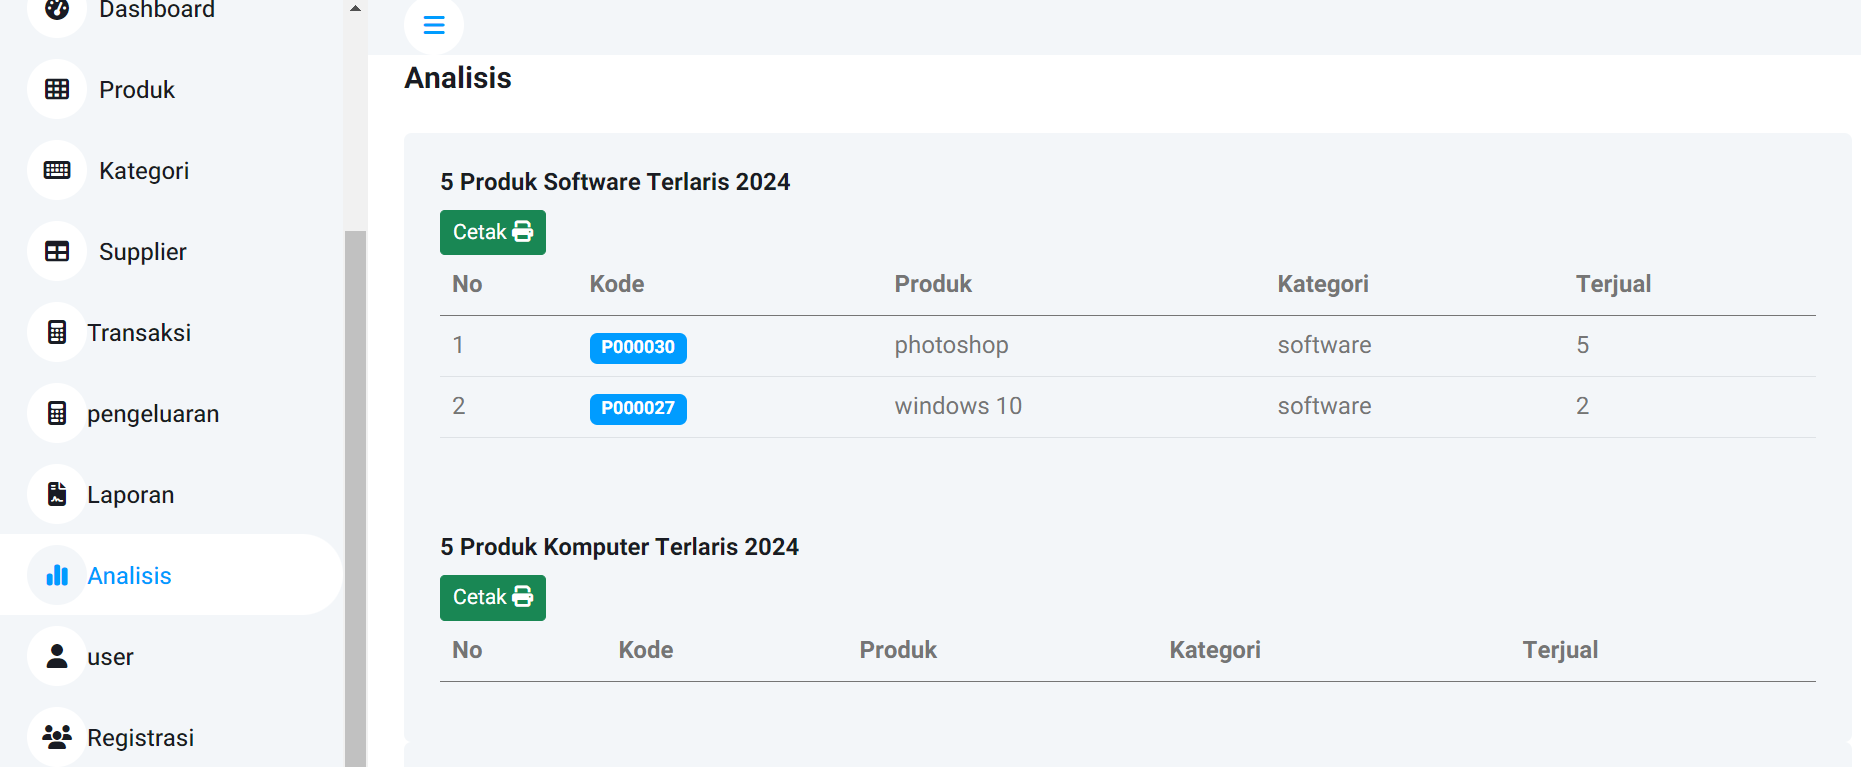 Dashboard
Produk
Kategori
Supplier
Transaksi
pengeluaran
Laporan
Analisis
user
Registrasi
Analisis
5 Produk Software Terlaris 2024
Cetak
No Kode Produk Kategori Terjual
1 P000030 photoshop software 5
2 P000027 windows 10 software 2
5 Produk Komputer Terlaris 2024
Cetak
No Kode Produk Kategori Terjual